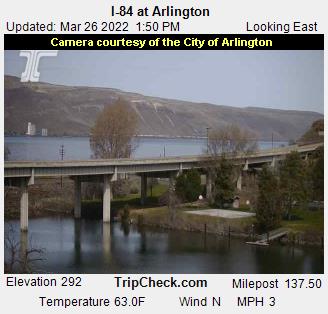 I-84 at Arlington
Updated: Mar 26 2022 1:50 PM Looking East
Camera courtesy of the City of Arlington
Elevation 292 TripCheck.com Milepost 137.50
Temperature 63.0F Wind N MPH 3